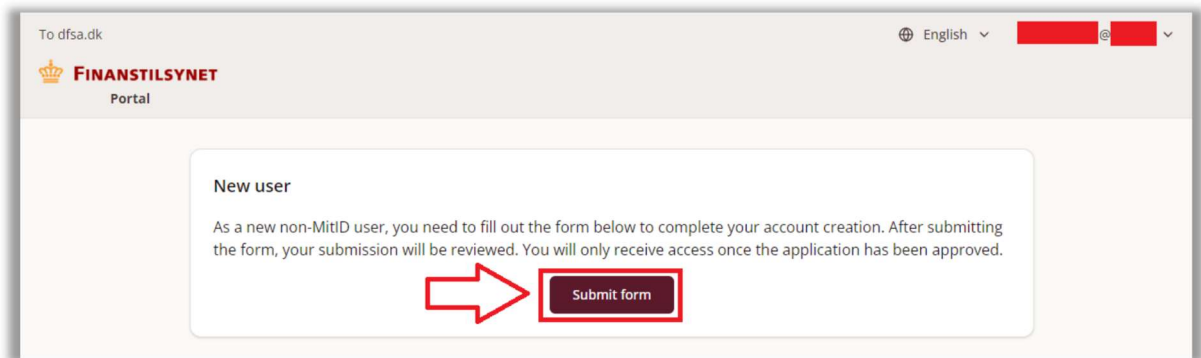 To dfsa.dk
English
@
FINANSTILSYNET
Portal
New user
As a new non-MitID user, you need to fill out the form below to complete your account creation. After submitting
the form, your submission will be reviewed. You will only receive access once the application has been approved.
Submit form